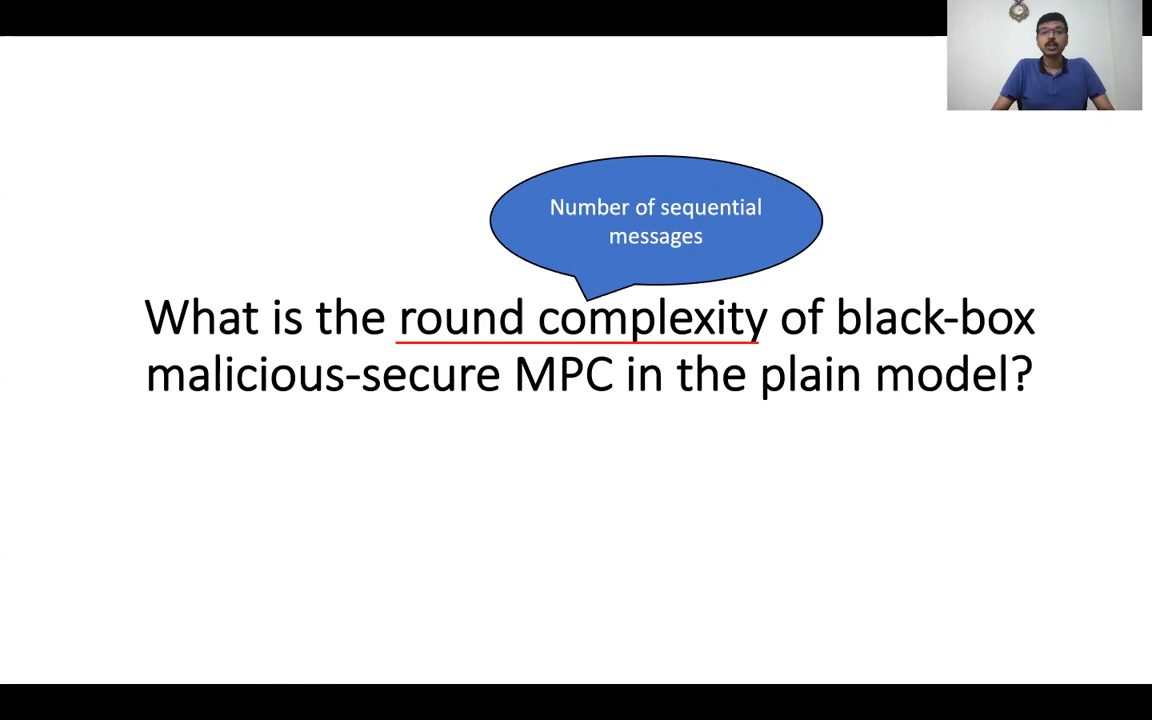 Number of sequential
messages
What is the round complexity of black-box
malicious-secure MPC in the plain model?